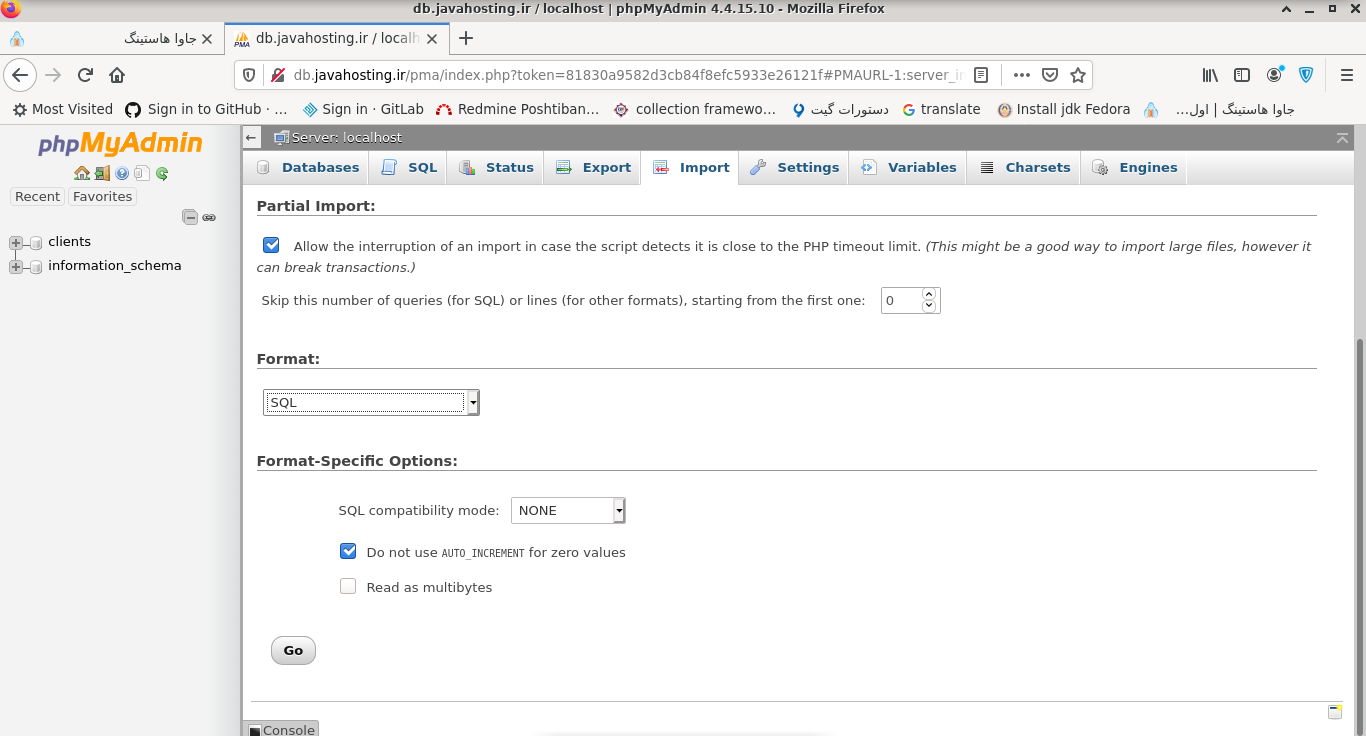 db.javahosting.ir / localhost | phpMyAdmin 4.4.15.10 - Mozilla Firefox
جاوا هاستینگ
PMA
db.javahosting.ir / localh
db.javahosting.ir/pma/index.php?token=81830a9582d3cb84f8efc5933e26121f#PMAURL-1:server_in
Most Visited
Sign in to GitHub · ...
Sign in · GitLab
Redmine Poshtiban...
collection framewo...
دستورات گیت
translate
Install jdk Fedora
جاوا هاستینگ | اول...
phpMyAdmin
Recent
Favorites
clients
information_schema
Server: localhost
Databases
SQL
Status
Export
Import
Settings
Variables
Charsets
Engines
Partial Import:
Allow the interruption of an import in case the script detects it is close to the PHP timeout limit. (This might be a good way to import large files, however it
can break transactions.)
Skip this number of queries (for SQL) or lines (for other formats), starting from the first one: 0
Format:
SQL
Format-Specific Options:
SQL compatibility mode: NONE
Do not use AUTO_INCREMENT for zero values
Read as multibytes
Go
Console